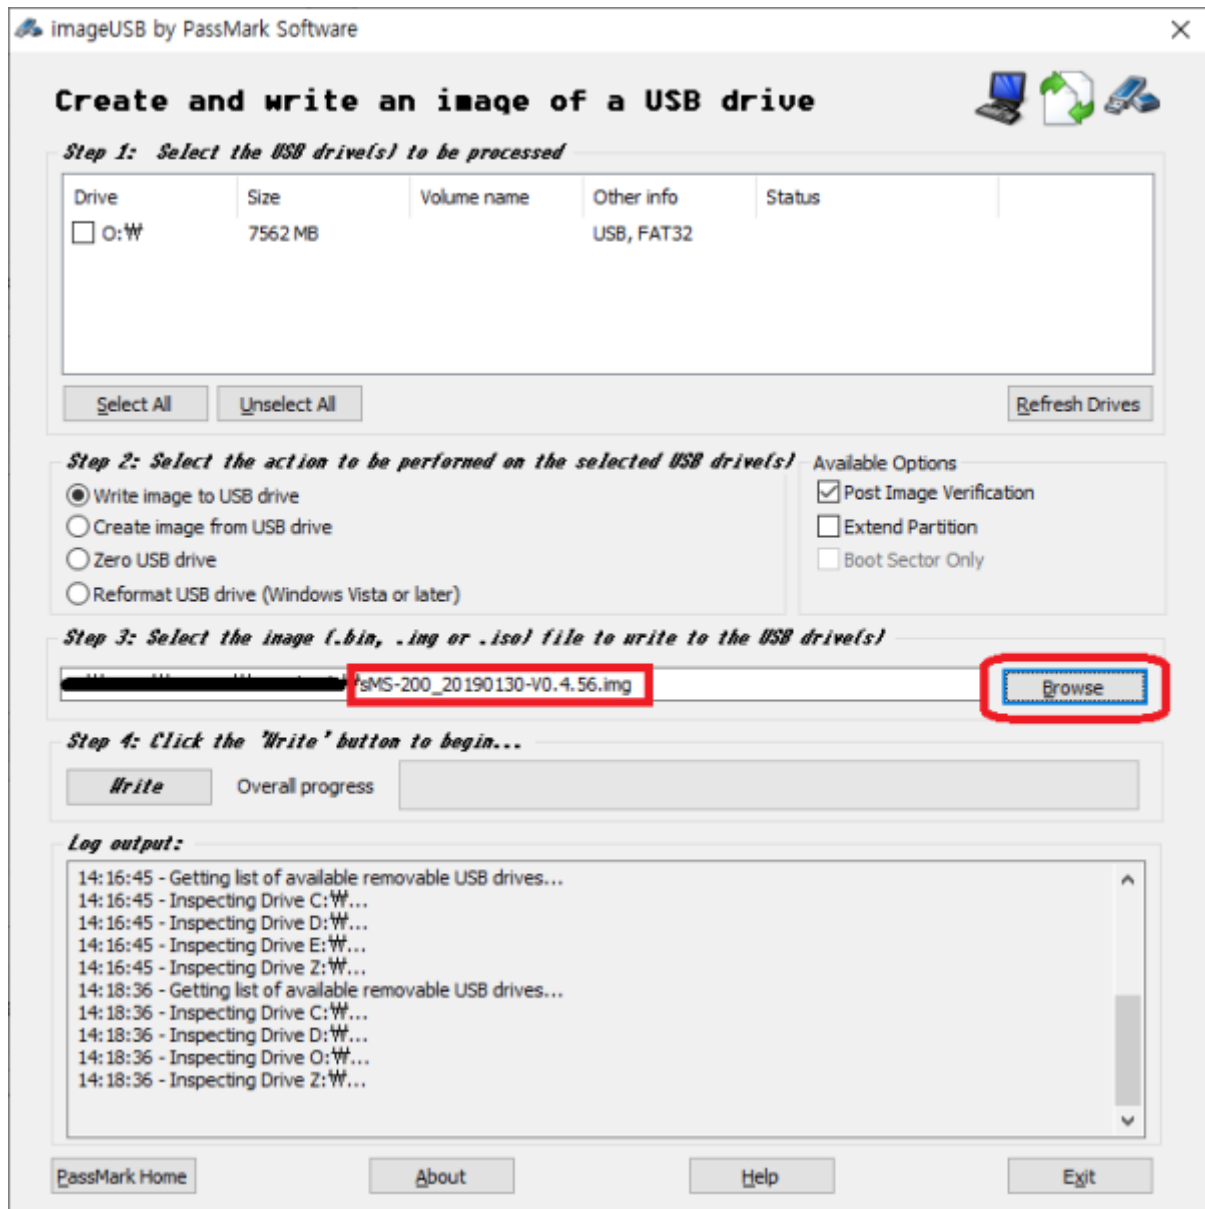 imageUSB by PassMark Software
Create and write an image of a USB drive
Step 1: Select the USB drive(s) to be processed
Drive Size Volume name Other info Status
O:₩ 7562 MB USB, FAT32
Select All Unselect All Refresh Drives
Step 2: Select the action to be performed on the selected USB drive(s) Available Options
Write image to USB drive Post Image Verification
Create image from USB drive Extend Partition
Zero USB drive Boot Sector Only
Reformat USB drive (Windows Vista or later)
Step 3: Select the image (.bin, .img or .iso) file to write to the USB drive(s)
sMS-200_20190130-V0.4.56.img Browse
Step 4: Click the 'Write' button to begin...
Write Overall progress
Log output:
14:16:45 - Getting list of available removable USB drives...
14:16:45 - Inspecting Drive C:₩...
14:16:45 - Inspecting Drive D:₩...
14:16:45 - Inspecting Drive E:₩...
14:16:45 - Inspecting Drive Z:₩...
14:18:36 - Getting list of available removable USB drives...
14:18:36 - Inspecting Drive C:₩...
14:18:36 - Inspecting Drive D:₩...
14:18:36 - Inspecting Drive O:₩...
14:18:36 - Inspecting Drive Z:₩...
PassMark Home About Help Exit